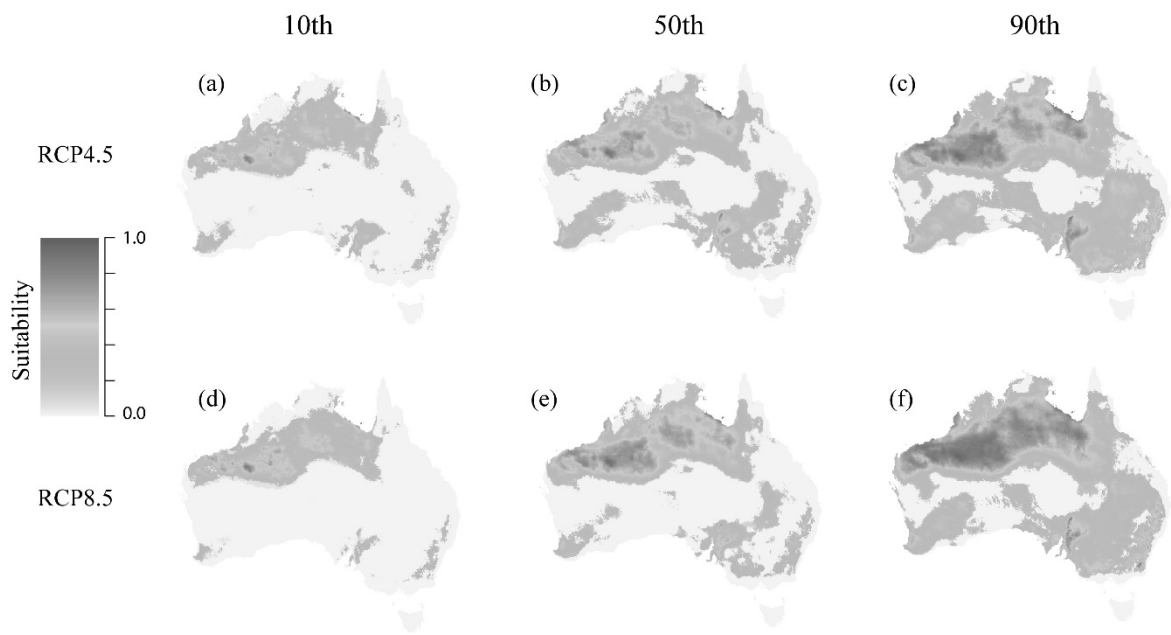 10th 50th 90th
(a) (b) (c)
RCP4.5
1.0
Suitability
0.0
(d) (e) (f)
RCP8.5